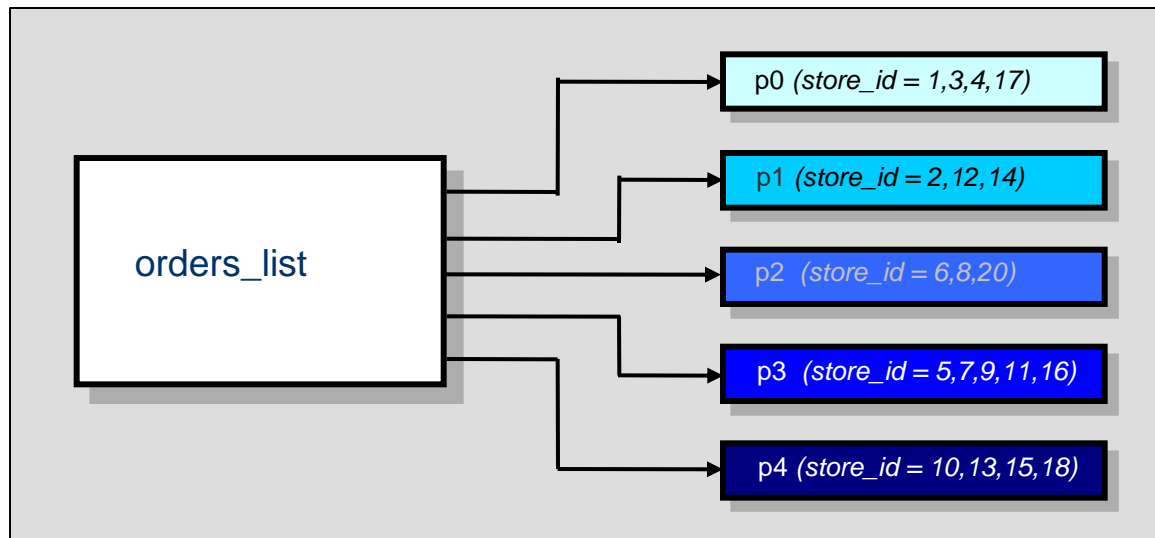 orders_list
p0 (store_id = 1,3,4,17)
p1 (store_id = 2,12,14)
p2 (store_id = 6,8,20)
p3 (store_id = 5,7,9,11,16)
p4 (store_id = 10,13,15,18)